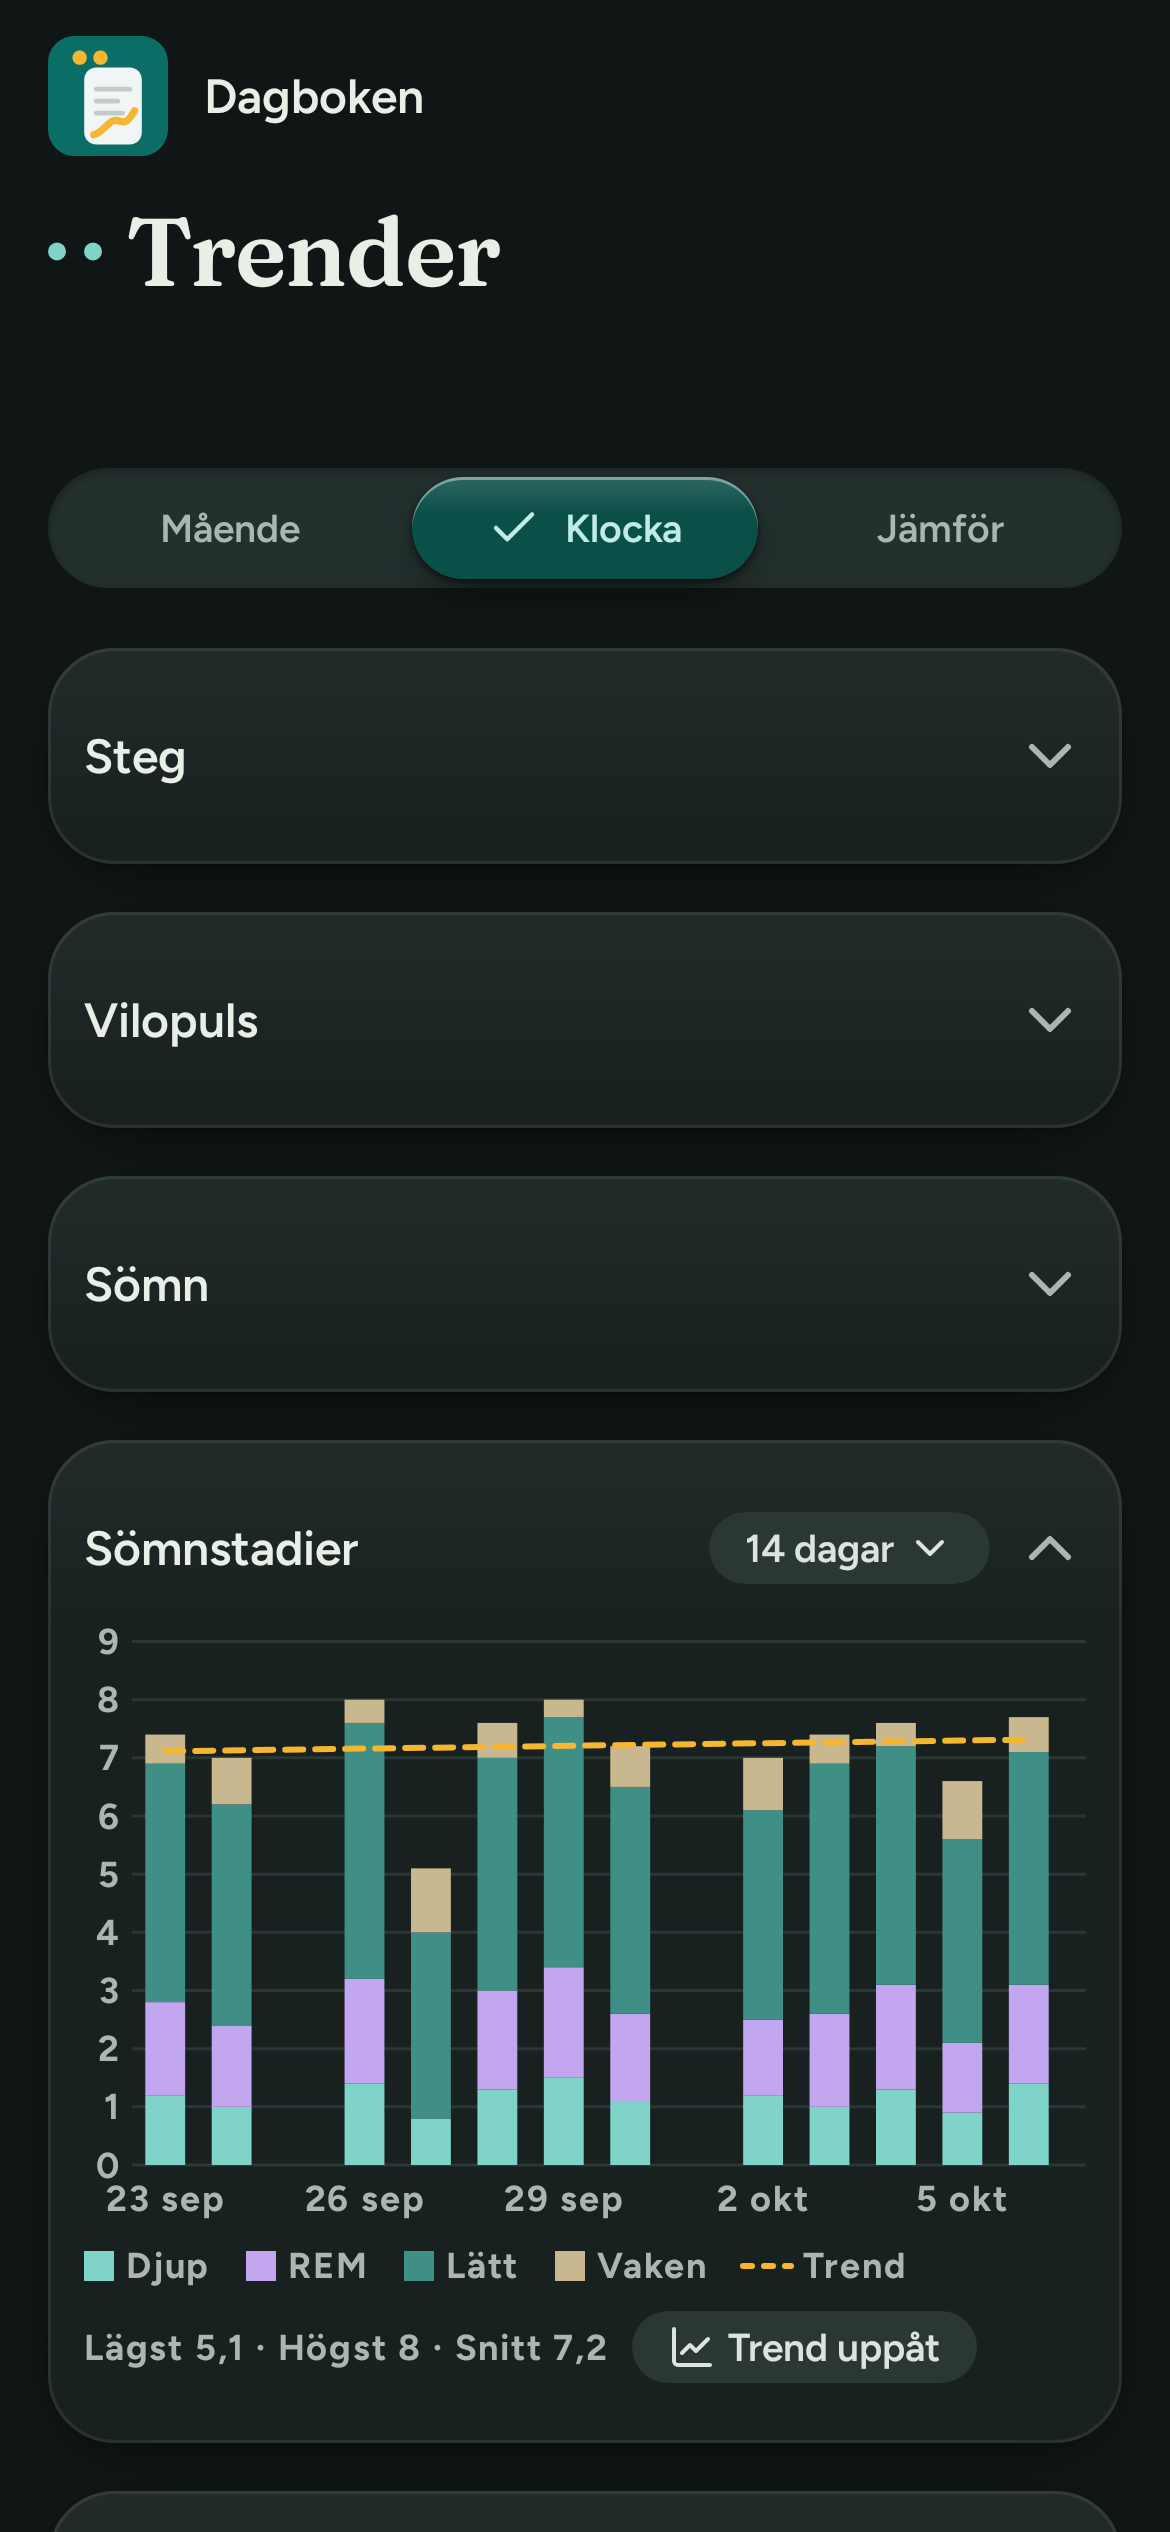 Dagboken
Trender
Mående
Klocka
Jämför
Steg
Vilopuls
Sömn
Sömnstadier
14 dagar
9
8
7
6
5
4
3
2
1
0
23 sep 26 sep 29 sep 2 okt 5 okt
Djup REM Lätt Vaken Trend
Lägst 5,1 · Högst 8 · Snitt 7,2
Trend uppåt